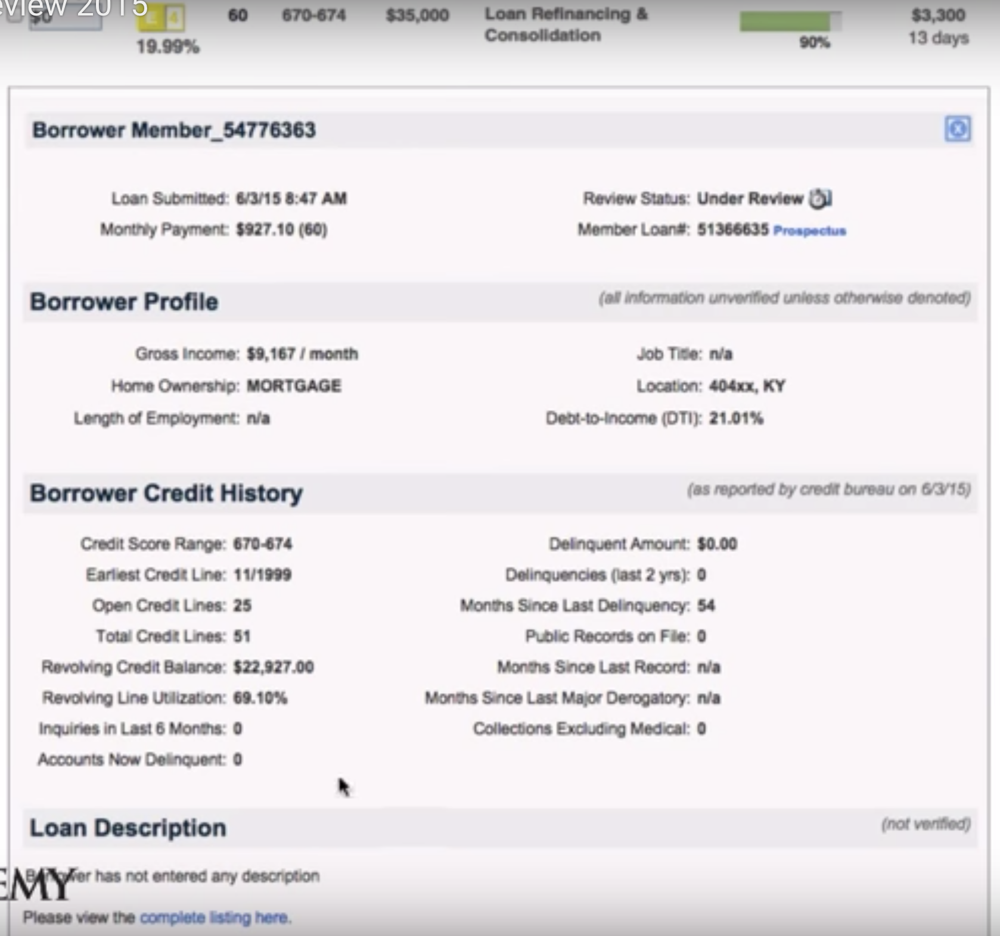 eview 2015
$0 E 4 60 670-674 $35,000 Loan Refinancing & $3,300
19.99% Consolidation 90% 13 days
Borrower Member_54776363
Loan Submitted: 6/3/15 8:47 AM Review Status: Under Review
Monthly Payment: $927.10 (60) Member Loan#: 51366635 Prospectus
Borrower Profile (all information unverified unless otherwise denoted)
Gross Income: $9,167 / month Job Title: n/a
Home Ownership: MORTGAGE Location: 404xx, KY
Length of Employment: n/a Debt-to-Income (DTI): 21.01%
Borrower Credit History (as reported by credit bureau on 6/3/15)
Credit Score Range: 670-674 Delinquent Amount: $0.00
Earliest Credit Line: 11/1999 Delinquencies (last 2 yrs): 0
Open Credit Lines: 25 Months Since Last Delinquency: 54
Total Credit Lines: 51 Public Records on File: 0
Revolving Credit Balance: $22,927.00 Months Since Last Record: n/a
Revolving Line Utilization: 69.10% Months Since Last Major Derogatory: n/a
Inquiries in Last 6 Months: 0 Collections Excluding Medical: 0
Accounts Now Delinquent: 0
Loan Description (not verified)
Borrower has not entered any description
EMY
Please view the complete listing here.